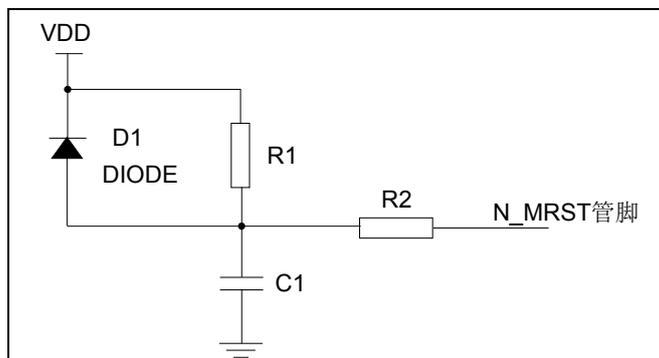 VDD
D1
DIODE
R1
R2
N_MRST管脚
C1